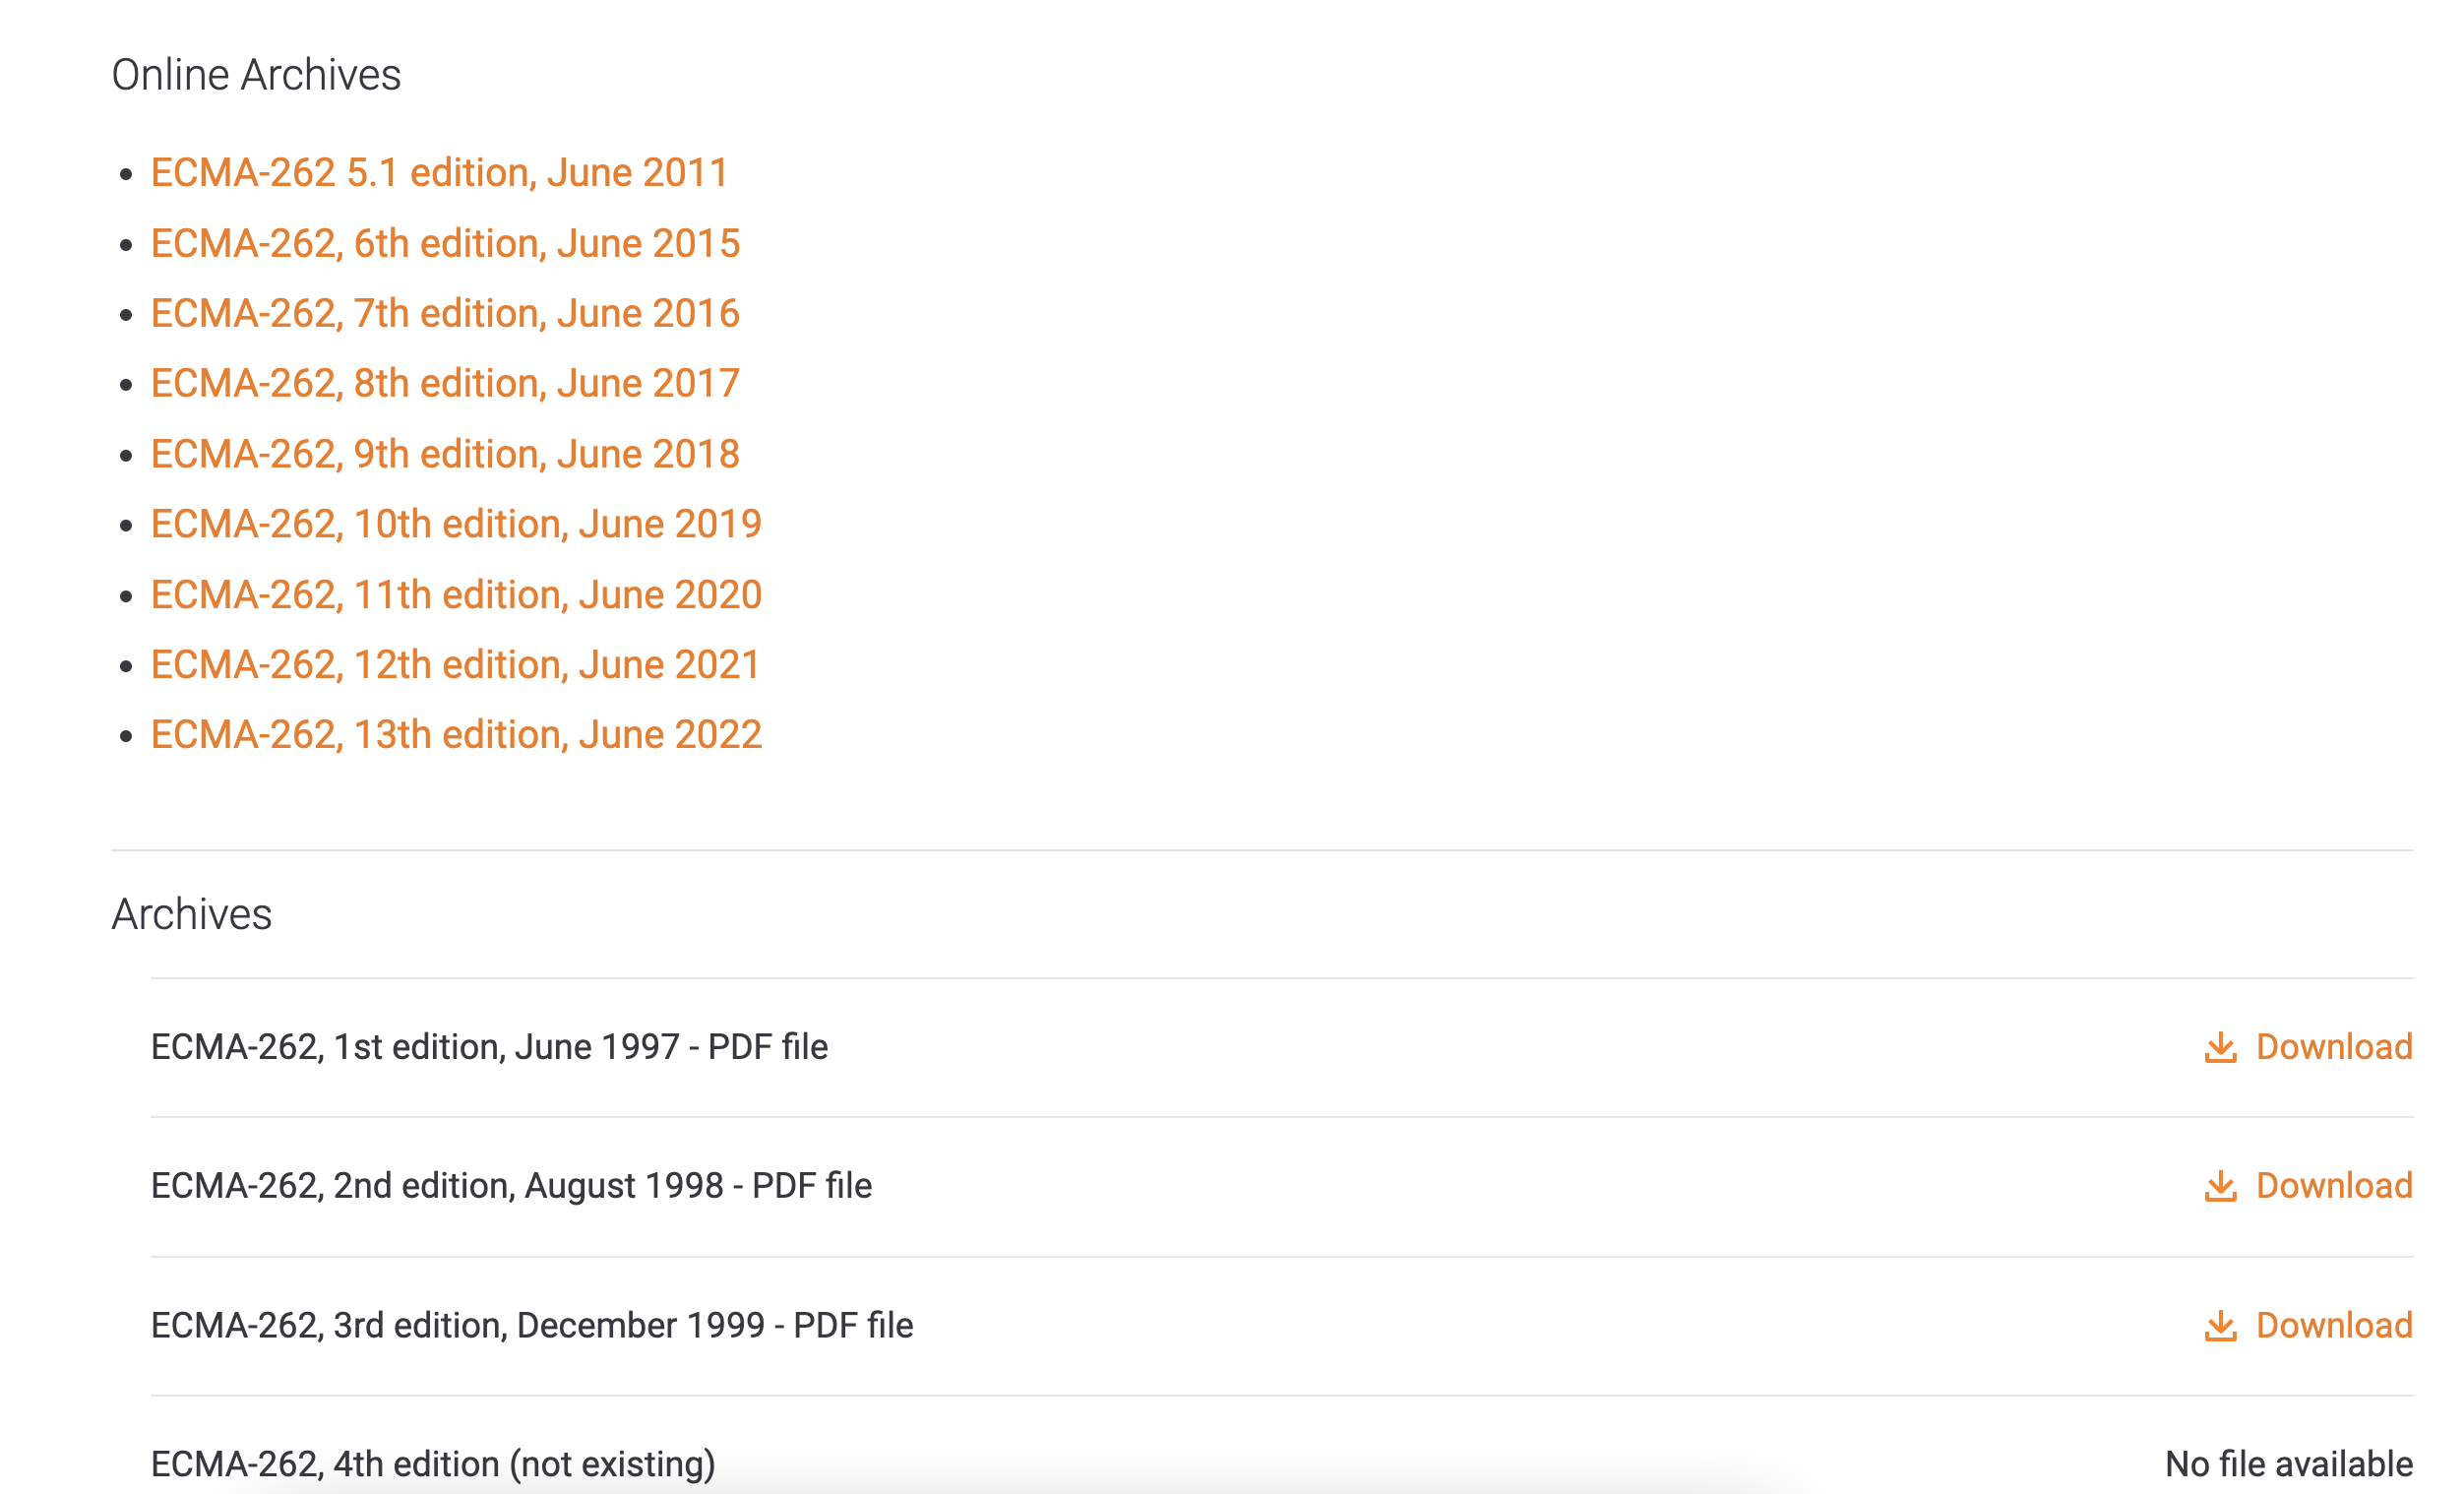 Online Archives
ECMA-262 5.1 edition, June 2011
ECMA-262, 6th edition, June 2015
ECMA-262, 7th edition, June 2016
ECMA-262, 8th edition, June 2017
ECMA-262, 9th edition, June 2018
ECMA-262, 10th edition, June 2019
ECMA-262, 11th edition, June 2020
ECMA-262, 12th edition, June 2021
ECMA-262, 13th edition, June 2022
Archives
ECMA-262, 1st edition, June 1997 - PDF file Download
ECMA-262, 2nd edition, August 1998 - PDF file Download
ECMA-262, 3rd edition, December 1999 - PDF file Download
ECMA-262, 4th edition (not existing) No file available